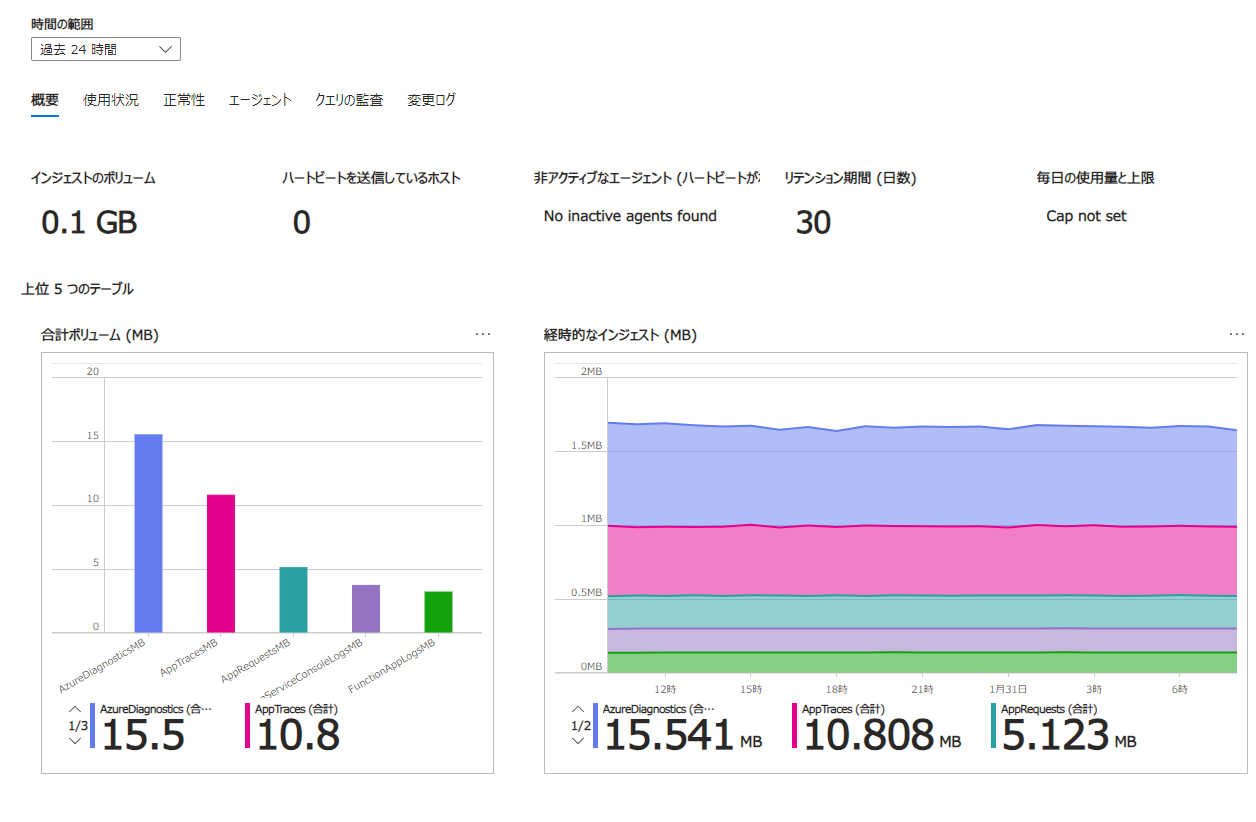 時間の範囲
過去 24 時間
概要 使用状況 正常性 エージェント クエリの監査 変更ログ
インジェストのボリューム
0.1 GB
ハートビートを送信しているホスト
0
非アクティブなエージェント (ハートビートが
No inactive agents found
リテンション期間 (日数)
30
毎日の使用量と上限
Cap not set
上位 5 つのテーブル
合計ボリューム (MB)
20
15
10
5
0
AzureDiagnosticsMB
AppTracesMB
AppRequestsMB
ServiceConsoleLogsMB
FunctionAppLogsMB
1/3
AzureDiagnostics (合…
15.5
AppTraces (合計)
10.8
経時的なインジェスト (MB)
2MB
1.5MB
1MB
0.5MB
0MB
12時 15時 18時 21時 1月31日 3時 6時
1/2
AzureDiagnostics (合…
15.541 MB
AppTraces (合計)
10.808 MB
AppRequests (合計)
5.123 MB